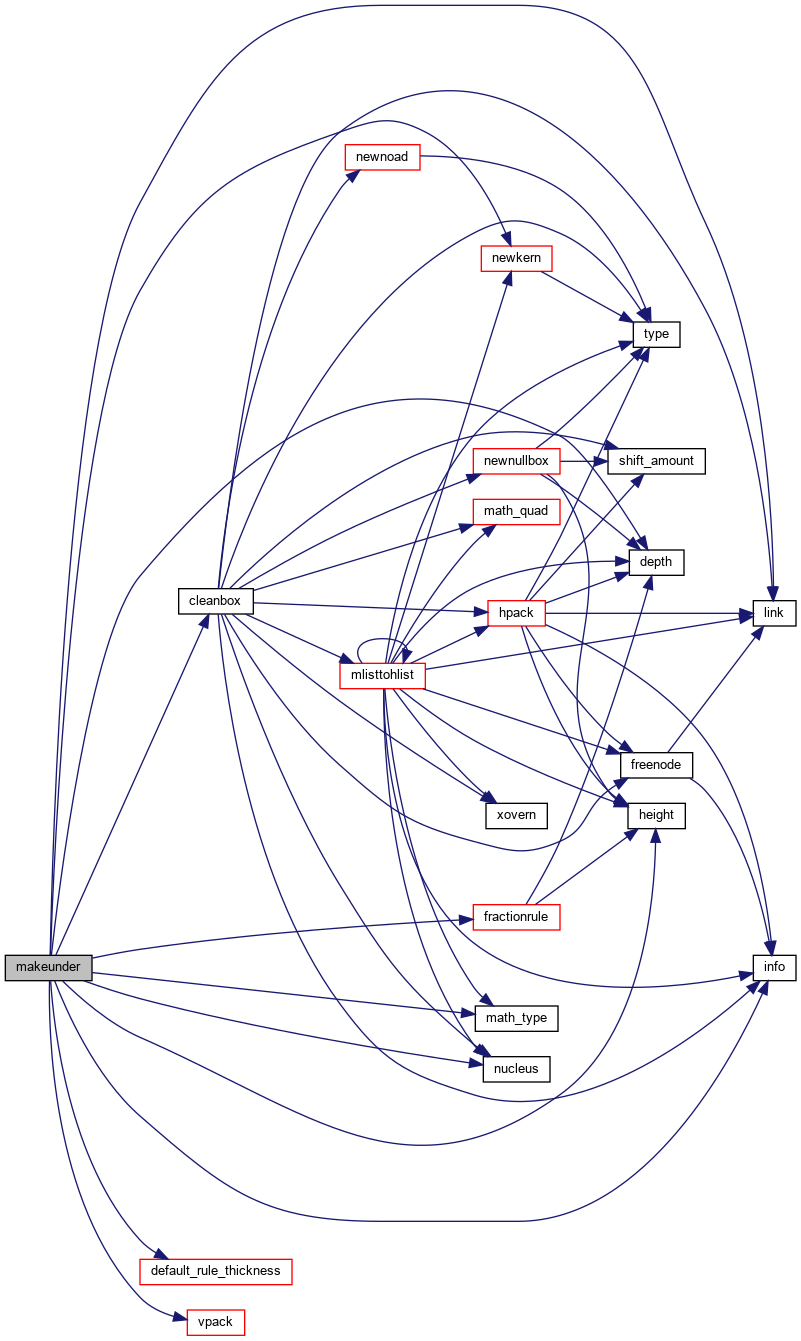 newnoad
newkern
type
newnullbox
shift_amount
math_quad
depth
cleanbox
hpack
link
mlisttohlist
freenode
xovern
height
fractionrule
makeunder
info
math_type
nucleus
default_rule_thickness
vpack